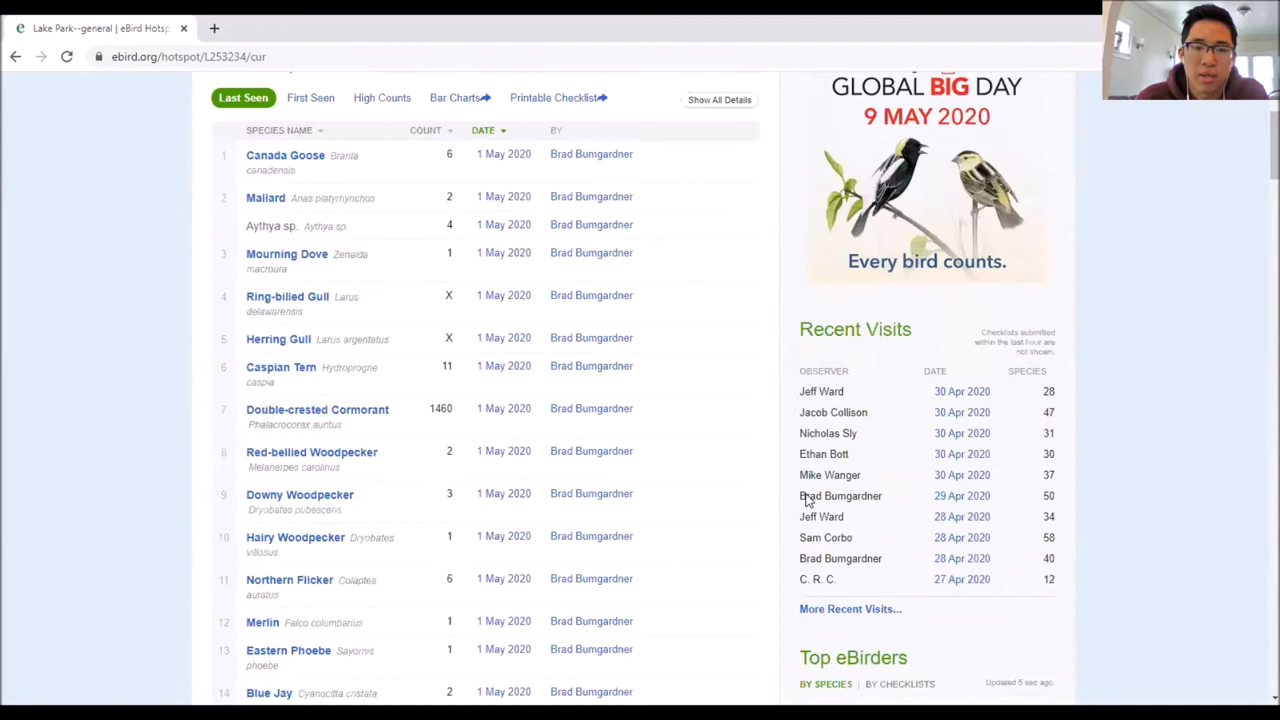 Lake Park--general | eBird Hotsp
ebird.org/hotspot/L253234/cur
Last Seen First Seen High Counts Bar Charts Printable Checklist Show All Details
SPECIES NAME COUNT DATE BY
1 Canada Goose Branta canadensis 6 1 May 2020 Brad Bumgardner
2 Mallard Anas platyrhynchos 2 1 May 2020 Brad Bumgardner
Aythya sp. Aythya sp. 4 1 May 2020 Brad Bumgardner
3 Mourning Dove Zenaida macroura 1 1 May 2020 Brad Bumgardner
4 Ring-billed Gull Larus delawarensis X 1 May 2020 Brad Bumgardner
5 Herring Gull Larus argentatus X 1 May 2020 Brad Bumgardner
6 Caspian Tern Hydroprogne caspia 11 1 May 2020 Brad Bumgardner
7 Double-crested Cormorant Phalacrocorax auritus 1460 1 May 2020 Brad Bumgardner
8 Red-bellied Woodpecker Melanerpes carolinus 2 1 May 2020 Brad Bumgardner
9 Downy Woodpecker Dryobates pubescens 3 1 May 2020 Brad Bumgardner
10 Hairy Woodpecker Dryobates villosus 1 1 May 2020 Brad Bumgardner
11 Northern Flicker Colaptes auratus 6 1 May 2020 Brad Bumgardner
12 Merlin Falco columbarius 1 1 May 2020 Brad Bumgardner
13 Eastern Phoebe Sayornis phoebe 1 1 May 2020 Brad Bumgardner
14 Blue Jay Cyanocitta cristata 2 1 May 2020 Brad Bumgardner
GLOBAL BIG DAY
9 MAY 2020
Every bird counts.
Recent Visits
Checklists submitted
within the last hour are
not shown.
OBSERVER DATE SPECIES
Jeff Ward 30 Apr 2020 28
Jacob Collison 30 Apr 2020 47
Nicholas Sly 30 Apr 2020 31
Ethan Bott 30 Apr 2020 30
Mike Wanger 30 Apr 2020 37
Brad Bumgardner 29 Apr 2020 50
Jeff Ward 28 Apr 2020 34
Sam Corbo 28 Apr 2020 58
Brad Bumgardner 28 Apr 2020 40
C. R. C. 27 Apr 2020 12
More Recent Visits...
Top eBirders
BY SPECIES | BY CHECKLISTS Updated 5 sec ago.